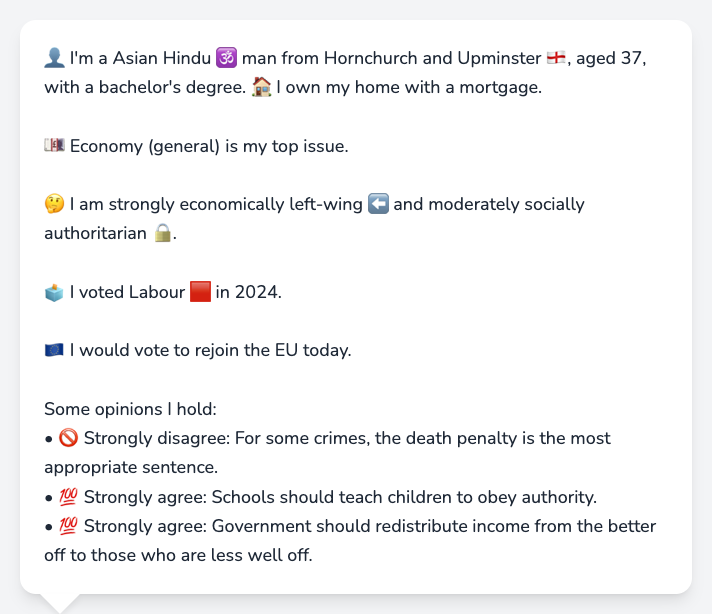 👤 I'm a Asian Hindu 🕉️ man from Hornchurch and Upminster 🏴󠁧󠁢󠁥󠁮󠁧󠁿, aged 37,
with a bachelor's degree. 🏠 I own my home with a mortgage.
💷 Economy (general) is my top issue.
🤔 I am strongly economically left-wing ⬅️ and moderately socially
authoritarian 🔒.
🗳️ I voted Labour 🟥 in 2024.
🇪🇺 I would vote to rejoin the EU today.
Some opinions I hold:
• 🚫 Strongly disagree: For some crimes, the death penalty is the most
appropriate sentence.
• 💯 Strongly agree: Schools should teach children to obey authority.
• 💯 Strongly agree: Government should redistribute income from the better
off to those who are less well off.